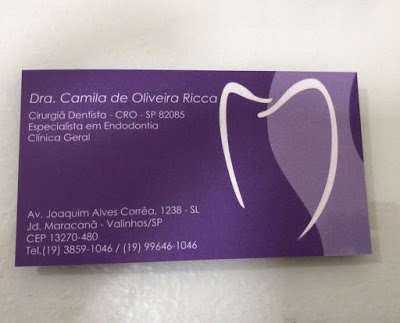 Dra. Camila de Oliveira Ricca
Cirurgiã Dentista - CRO - SP 82085
Especialista em Endodontia
Clínica Geral
Av. Joaquim Alves Corrêa, 1238 - SL
Jd. Maracanã - Valinhos/SP
CEP 13270-480
Tel.(19) 3859-1046 / (19) 99646-1046